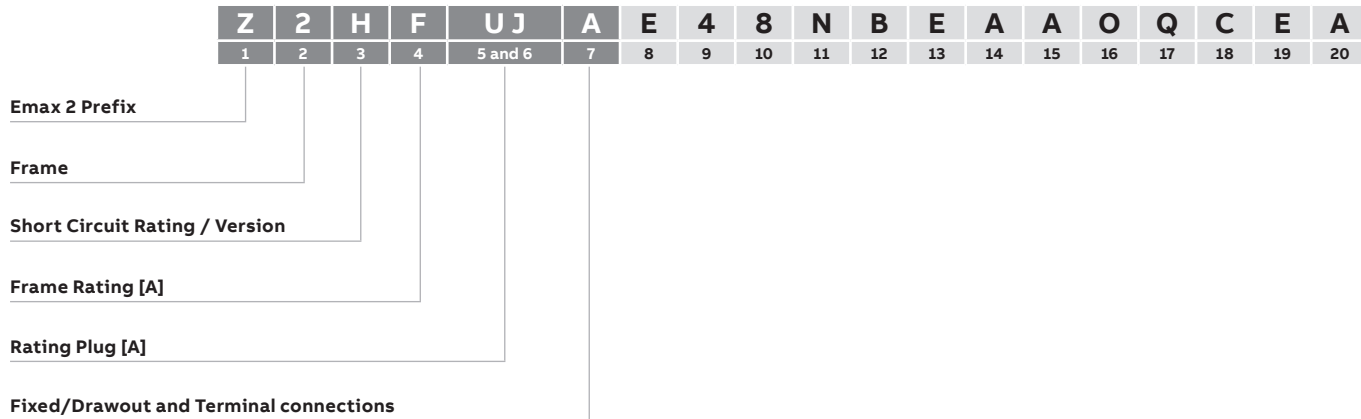 Z 2 H F U J A E 4 8 N B E A A O Q C E A
1 2 3 4 5 and 6 7 8 9 10 11 12 13 14 15 16 17 18 19 20
Emax 2 Prefix
Frame
Short Circuit Rating / Version
Frame Rating [A]
Rating Plug [A]
Fixed/Drawout and Terminal connections